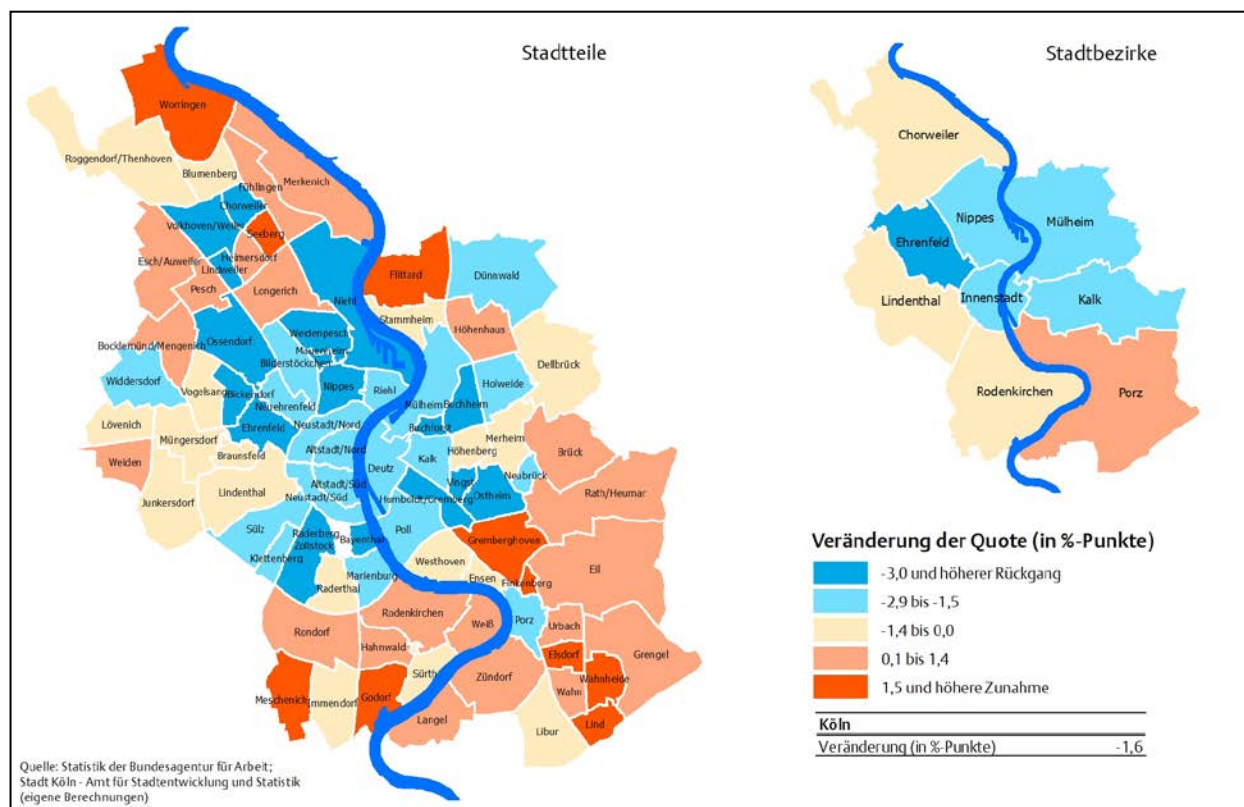 Stadtteile
Stadtbezirke
Worringen
Roggendorf/Thenhoven
Blumenberg
Fühlingen
Merkenich
Chorweiler
Volkhoven/Weiler
Seeberg
Heimersdorf
Esch/Auweiler
Lindweiler
Pesch
Longerich
Niehl
Flittard
Dünnwald
Stammheim
Höhenhaus
Weidenpesch
Ossendorf
Mauenheim
Bocklemünd/Mengenich
Bilderstöckchen
Dellbrück
Widdersdorf
Vogelsang
Bickendorf
Nippes
Riehl
Holweide
Mülheim
Buchheim
Neuehrenfeld
Lövenich
Ehrenfeld
Neustadt/Nord
Buchforst
Müngersdorf
Braunsfeld
Altstadt/Nord
Merheim
Höhenberg
Brück
Weiden
Kalk
Deutz
Lindenthal
Altstadt/Süd
Vingst
Neubrück
Junkersdorf
Neustadt/Süd
Humboldt/Gremberg
Ostheim
Rath/Heumar
Sülz
Raderberg
Zollstock
Bayenthal
Poll
Gremberghoven
Klettenberg
Marienburg
Westhoven
Eil
Raderthal
Ensen
Finkenberg
Rodenkirchen
Weiß
Porz
Urbach
Rondorf
Hahnwald
Elsdorf
Grengel
Sürth
Zündorf
Wahn
Wahnheide
Meschenich
Immendorf
Godorf
Langel
Libur
Lind
Chorweiler
Nippes
Mülheim
Ehrenfeld
Lindenthal
Innenstadt
Kalk
Rodenkirchen
Porz
Veränderung der Quote (in %-Punkte)
-3,0 und höherer Rückgang
-2,9 bis -1,5
-1,4 bis 0,0
0,1 bis 1,4
1,5 und höhere Zunahme
Köln
Veränderung (in %-Punkte) -1,6
Quelle: Statistik der Bundesagentur für Arbeit;
Stadt Köln - Amt für Stadtentwicklung und Statistik
(eigene Berechnungen)